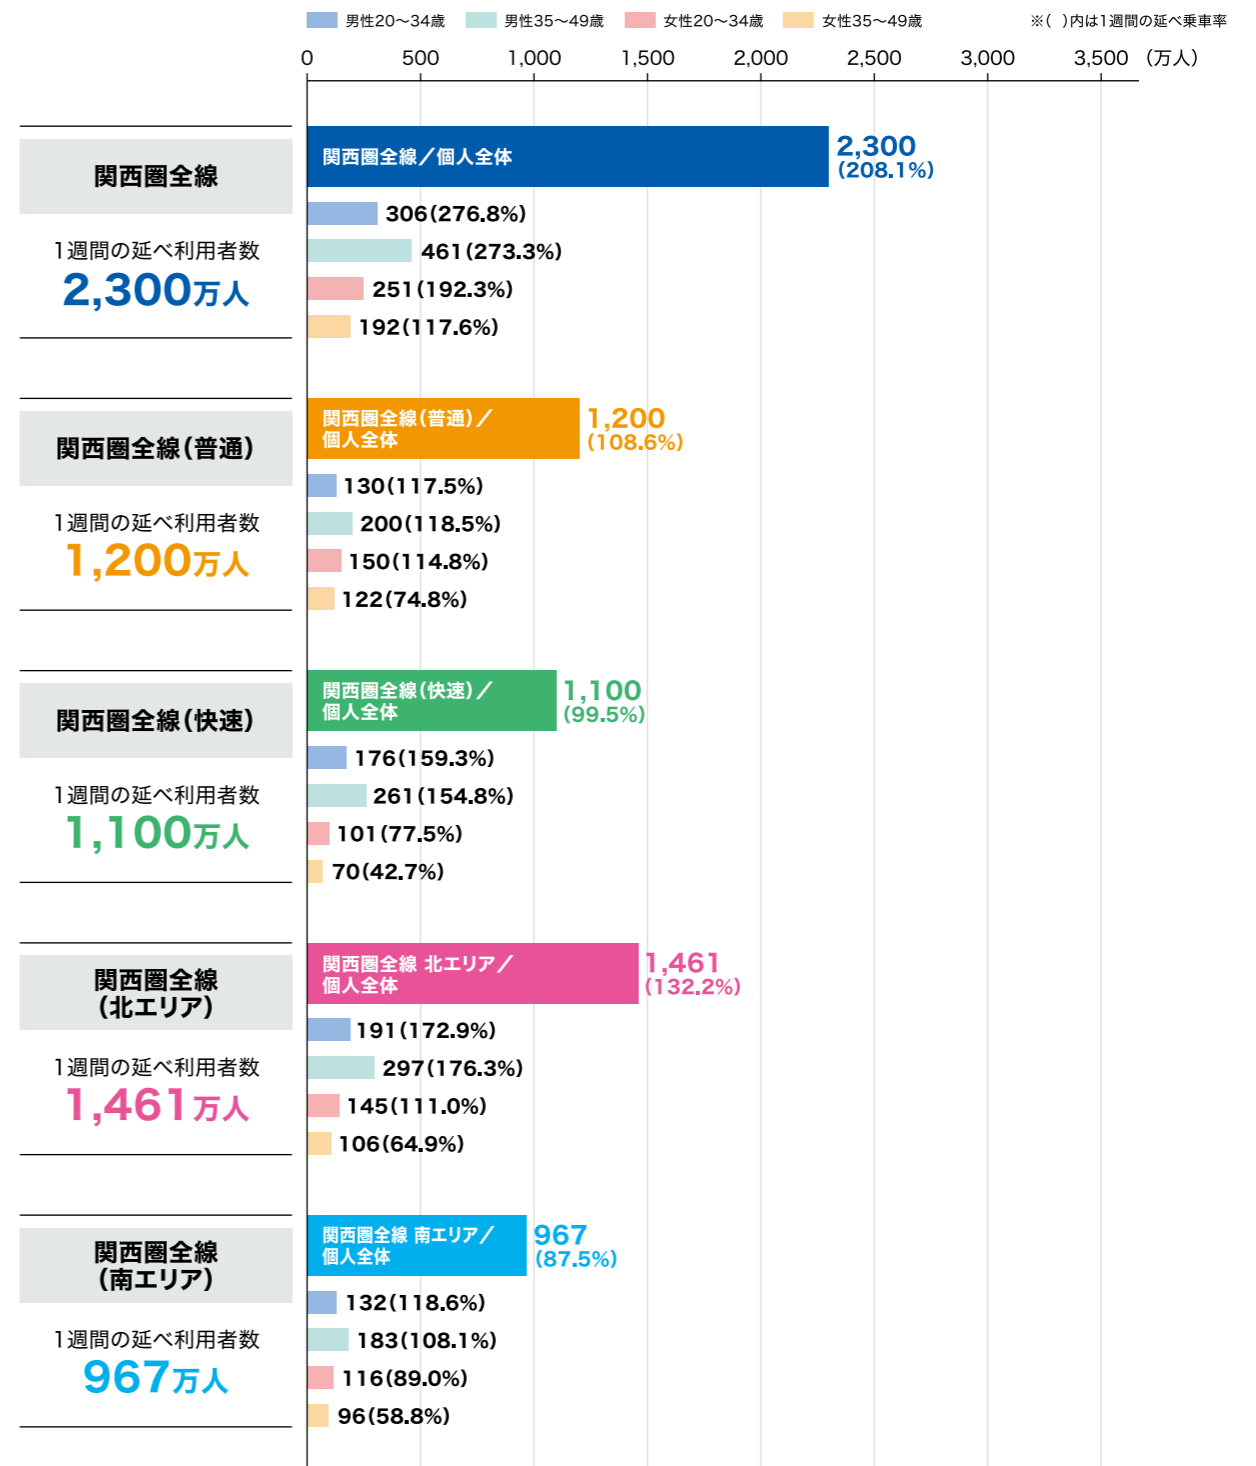 男性20〜34歳 男性35〜49歳 女性20〜34歳 女性35〜49歳 ※( )内は1週間の延べ乗車率
0 500 1,000 1,500 2,000 2,500 3,000 3,500 (万人)
関西圏全線
1週間の延べ利用者数
2,300万人
関西圏全線／個人全体
2,300
(208.1%)
306(276.8%)
461(273.3%)
251(192.3%)
192(117.6%)
関西圏全線(普通)
1週間の延べ利用者数
1,200万人
関西圏全線(普通)／
個人全体
1,200
(108.6%)
130(117.5%)
200(118.5%)
150(114.8%)
122(74.8%)
関西圏全線(快速)
1週間の延べ利用者数
1,100万人
関西圏全線(快速)／
個人全体
1,100
(99.5%)
176(159.3%)
261(154.8%)
101(77.5%)
70(42.7%)
関西圏全線
(北エリア)
1週間の延べ利用者数
1,461万人
関西圏全線 北エリア／
個人全体
1,461
(132.2%)
191(172.9%)
297(176.3%)
145(111.0%)
106(64.9%)
関西圏全線
(南エリア)
1週間の延べ利用者数
967万人
関西圏全線 南エリア／
個人全体
967
(87.5%)
132(118.6%)
183(108.1%)
116(89.0%)
96(58.8%)